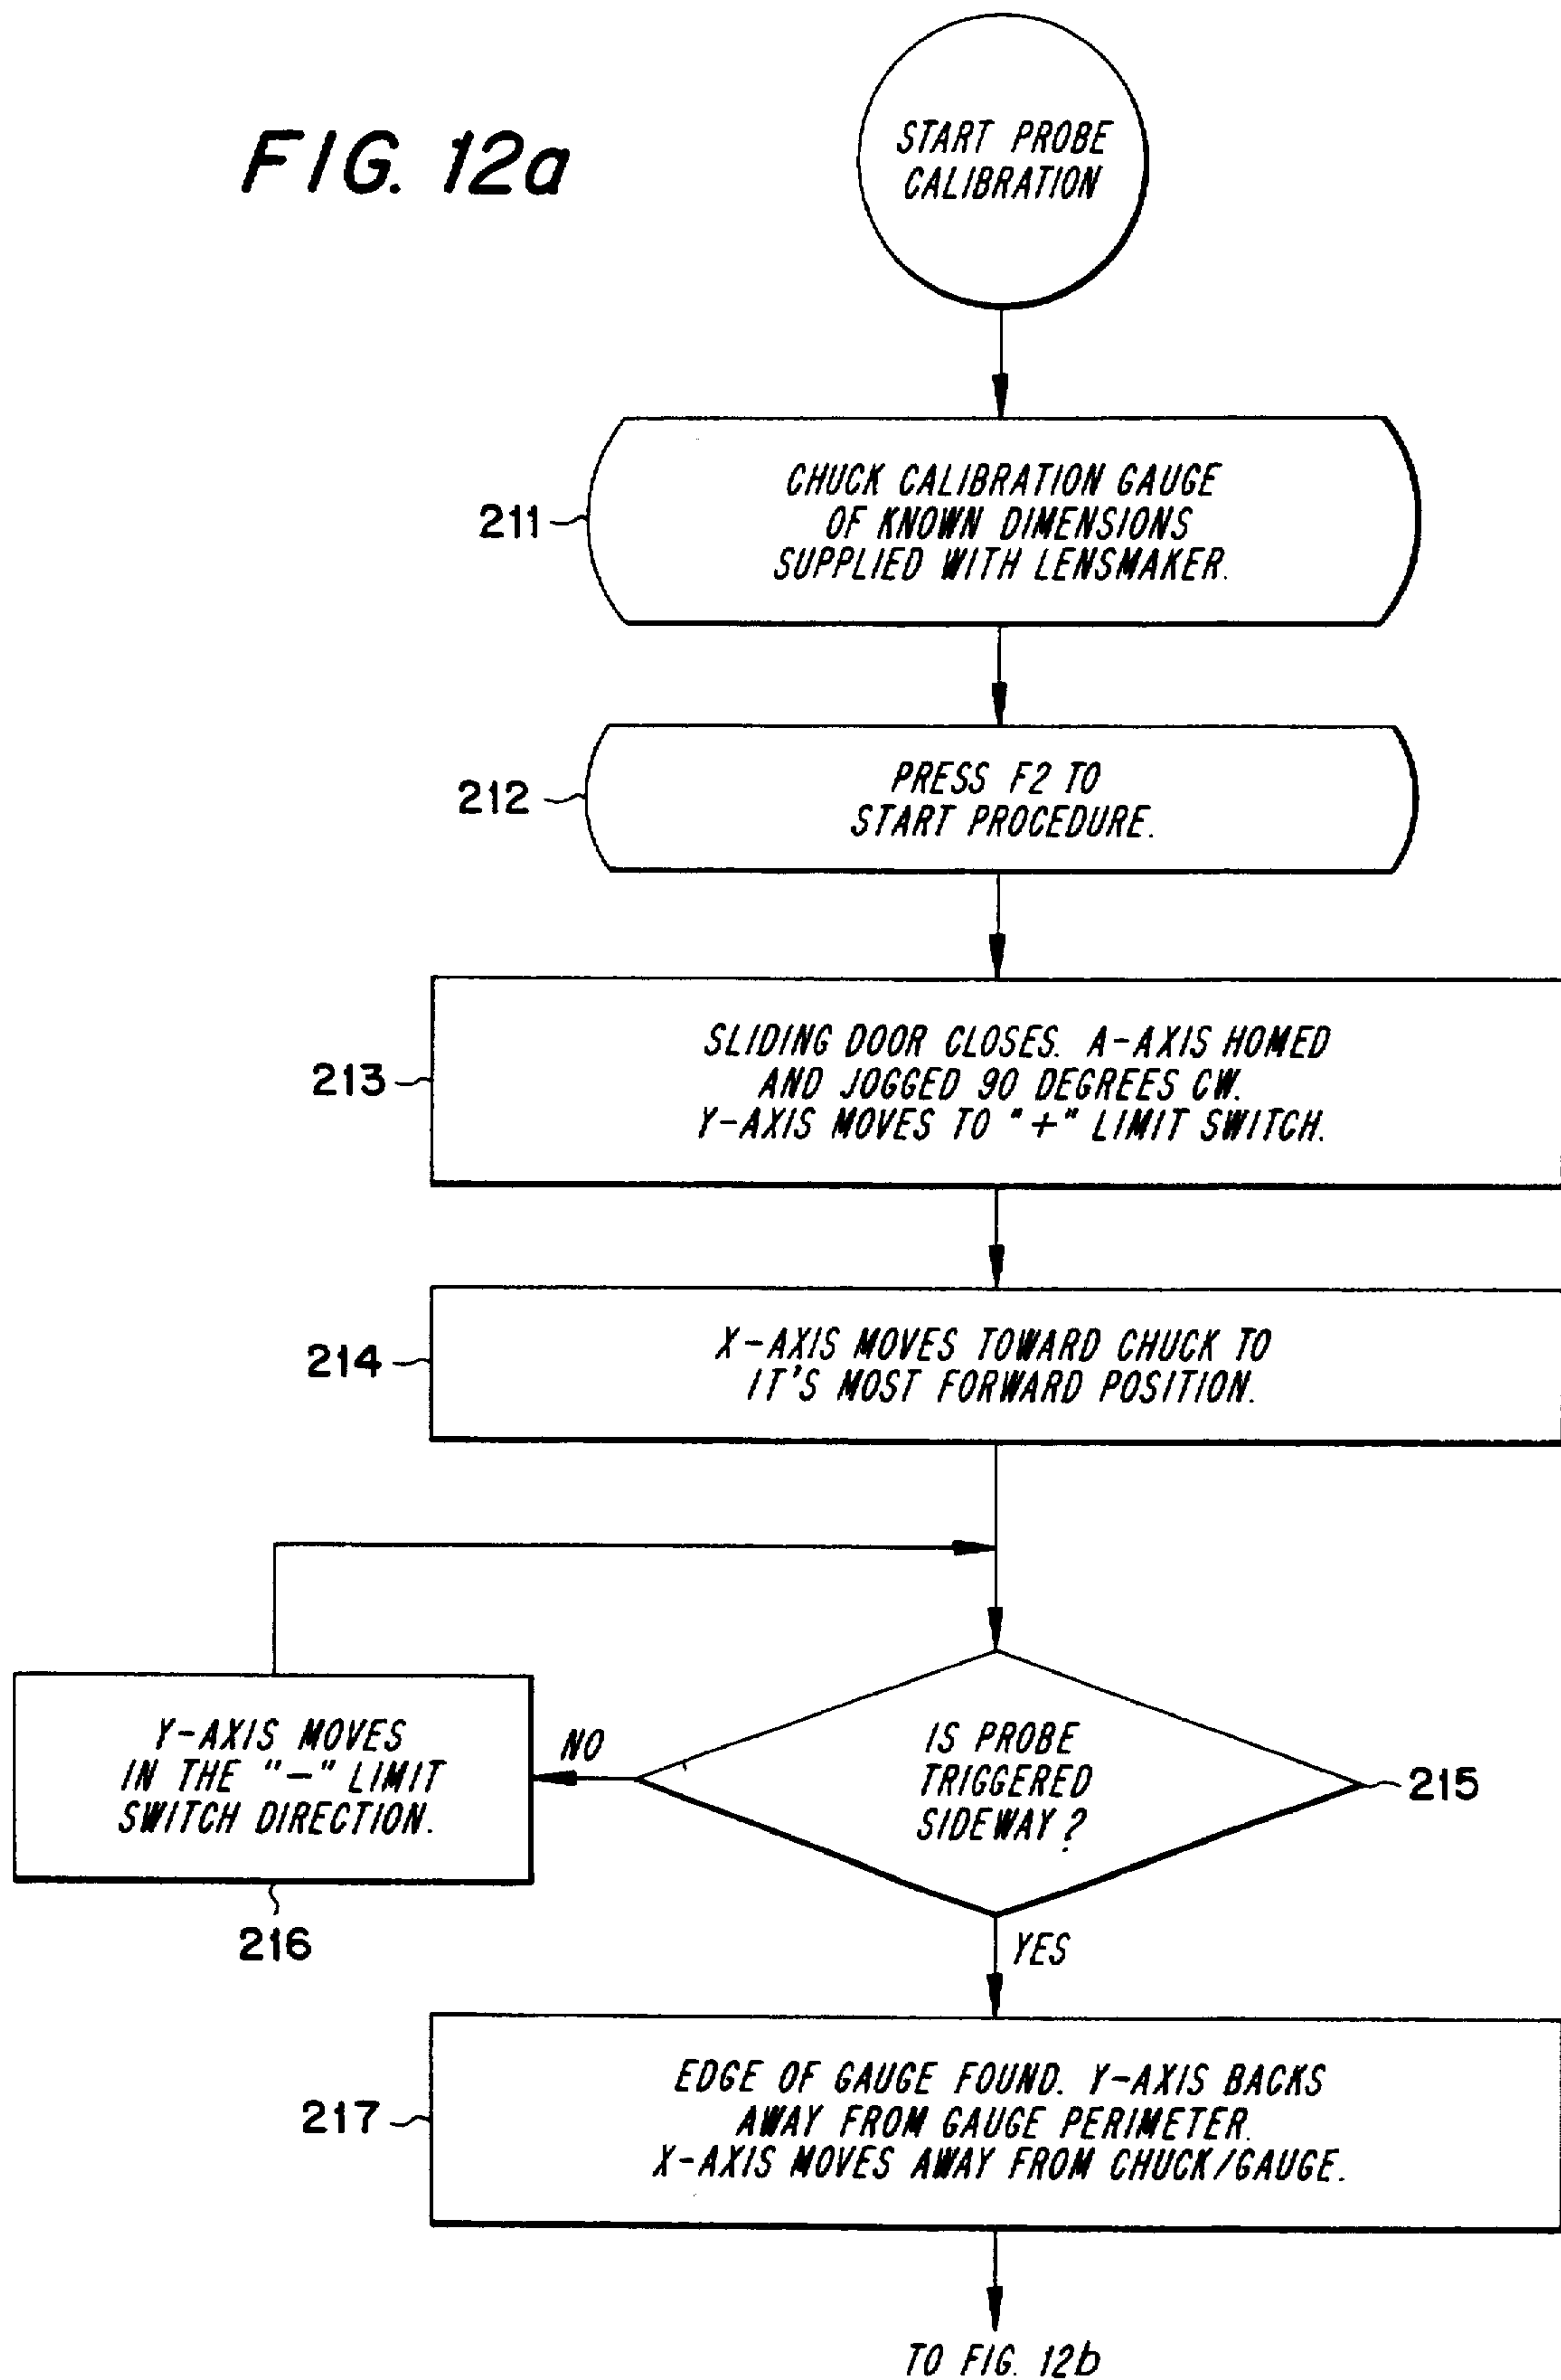 FIG. 12a
START PROBE
CALIBRATION
211
CHUCK CALIBRATION GAUGE
OF KNOWN DIMENSIONS
SUPPLIED WITH LENSMAKER.
212
PRESS F2 TO
START PROCEDURE.
213
SLIDING DOOR CLOSES. A-AXIS HOMED
AND JOGGED 90 DEGREES CW.
Y-AXIS MOVES TO "+" LIMIT SWITCH.
214
X-AXIS MOVES TOWARD CHUCK TO
IT'S MOST FORWARD POSITION.
Y-AXIS MOVES
IN THE "-" LIMIT
SWITCH DIRECTION.
216
NO
IS PROBE
TRIGGERED
SIDEWAY?
215
YES
217
EDGE OF GAUGE FOUND. Y-AXIS BACKS
AWAY FROM GAUGE PERIMETER.
X-AXIS MOVES AWAY FROM CHUCK/GAUGE.
TO FIG. 12b